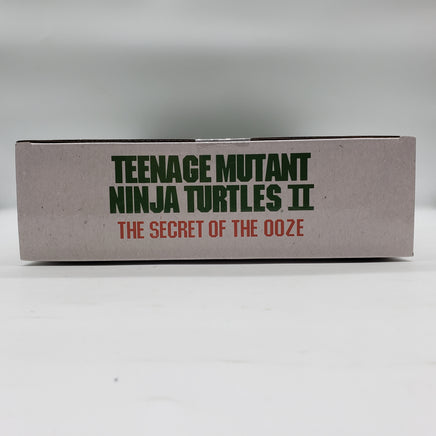 TEENAGE MUTANT
NINJA TURTLES II
THE SECRET OF THE OOZE